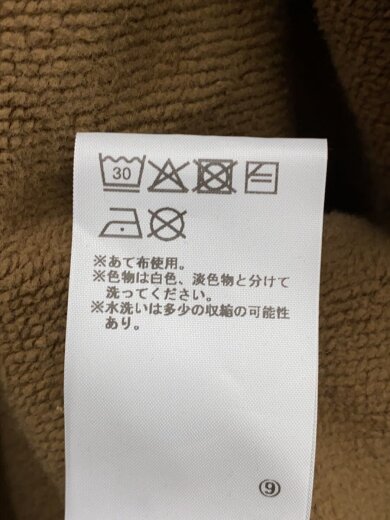 30
※あて布使用。
※色物は白色、淡色物と分けて
洗ってください。
※水洗いは多少の収縮の可能性
あり。
⑨